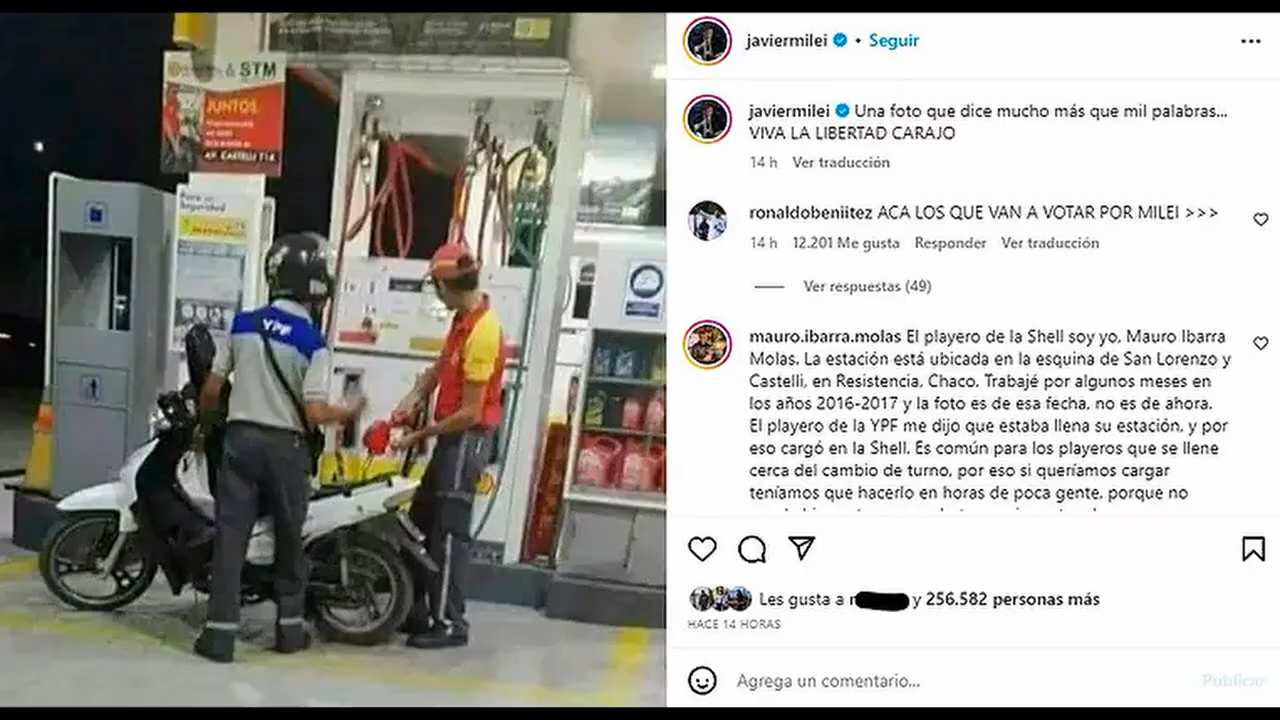 & STM
JUNTOS
AV. CASTELLI 714
Para su
Seguridad
YPF
javiermilei • Seguir
javiermilei Una foto que dice mucho más que mil palabras...
VIVA LA LIBERTAD CARAJO
14 h Ver traducción
ronaldobeniitez ACA LOS QUE VAN A VOTAR POR MILEI >>>
14 h 12.201 Me gusta Responder Ver traducción
Ver respuestas (49)
mauro.ibarra.molas El playero de la Shell soy yo, Mauro Ibarra
Molas. La estación está ubicada en la esquina de San Lorenzo y
Castelli, en Resistencia, Chaco. Trabajé por algunos meses en
los años 2016-2017 y la foto es de esa fecha, no es de ahora.
El playero de la YPF me dijo que estaba llena su estación, y por
eso cargó en la Shell. Es común para los playeros que se llene
cerca del cambio de turno, por eso si queríamos cargar
teníamos que hacerlo en horas de poca gente, porque no
Les gusta a r y 256.582 personas más
HACE 14 HORAS
Agrega un comentario...
Publicar